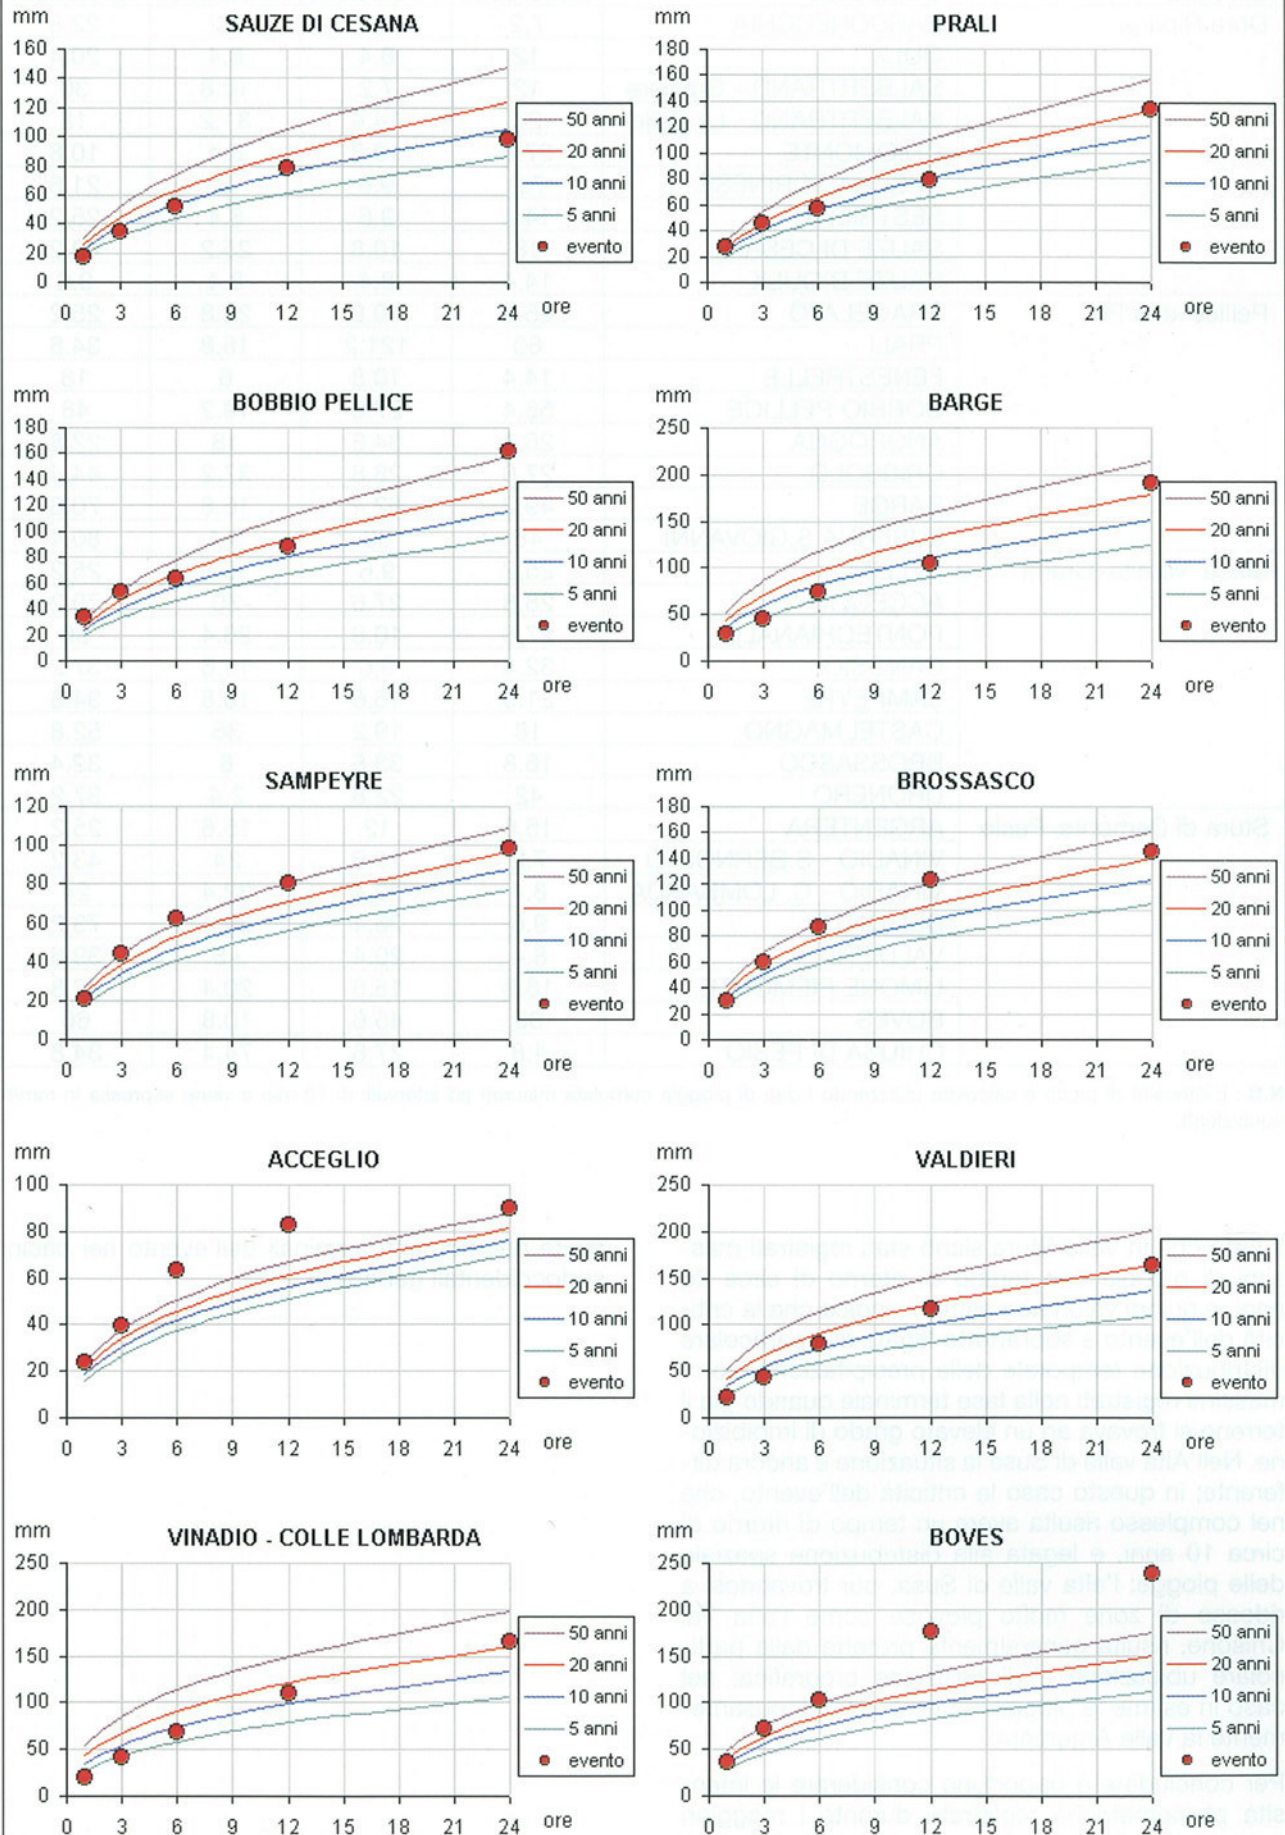 mm
SAUZE DI CESANA
160
140
120
100
80
60
40
20
0
0 3 6 9 12 15 18 21 24
ore
50 anni
20 anni
10 anni
5 anni
evento
mm
PRALI
180
160
140
120
100
80
60
40
20
0
0 3 6 9 12 15 18 21 24
ore
50 anni
20 anni
10 anni
5 anni
evento
mm
BOBBIO PELLICE
180
160
140
120
100
80
60
40
20
0
0 3 6 9 12 15 18 21 24
ore
50 anni
20 anni
10 anni
5 anni
evento
mm
BARGE
250
200
150
100
50
0
0 3 6 9 12 15 18 21 24
ore
50 anni
20 anni
10 anni
5 anni
evento
mm
SAMPEYRE
120
100
80
60
40
20
0
0 3 6 9 12 15 18 21 24
ore
50 anni
20 anni
10 anni
5 anni
evento
mm
BROSSASCO
180
160
140
120
100
80
60
40
20
0
0 3 6 9 12 15 18 21 24
ore
50 anni
20 anni
10 anni
5 anni
evento
mm
ACCEGLIO
100
80
60
40
20
0
0 3 6 9 12 15 18 21 24
ore
50 anni
20 anni
10 anni
5 anni
evento
mm
VALDIERI
250
200
150
100
50
0
0 3 6 9 12 15 18 21 24
ore
50 anni
20 anni
10 anni
5 anni
evento
mm
VINADIO - COLLE LOMBARDA
250
200
150
100
50
0
0 3 6 9 12 15 18 21 24
ore
50 anni
20 anni
10 anni
5 anni
evento
mm
BOVES
250
200
150
100
50
0
0 3 6 9 12 15 18 21 24
ore
50 anni
20 anni
10 anni
5 anni
evento